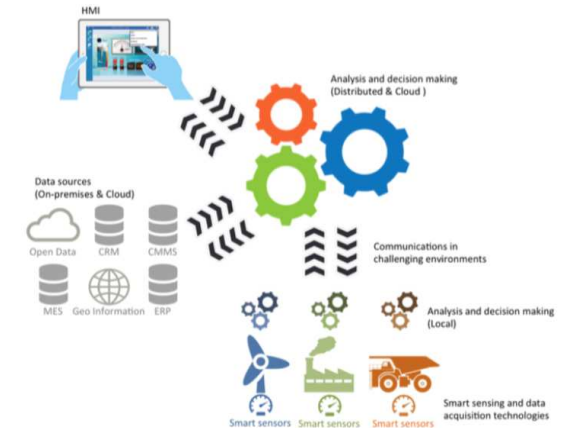 HMI
Analysis and decision making
(Distributed & Cloud )
Data sources
(On-premises & Cloud)
Open Data
CRM
CMMS
MES
Geo Information
ERP
Communications in
challenging environments
Analysis and decision making
(Local)
Smart sensing and data
acquisition technologies
Smart sensors
Smart sensors
Smart sensors